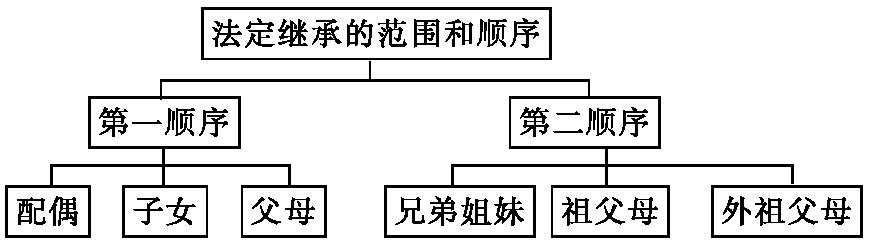 法定继承的范围和顺序
第一顺序
第二顺序
配偶
子女
父母
兄弟姐妹
祖父母
外祖父母